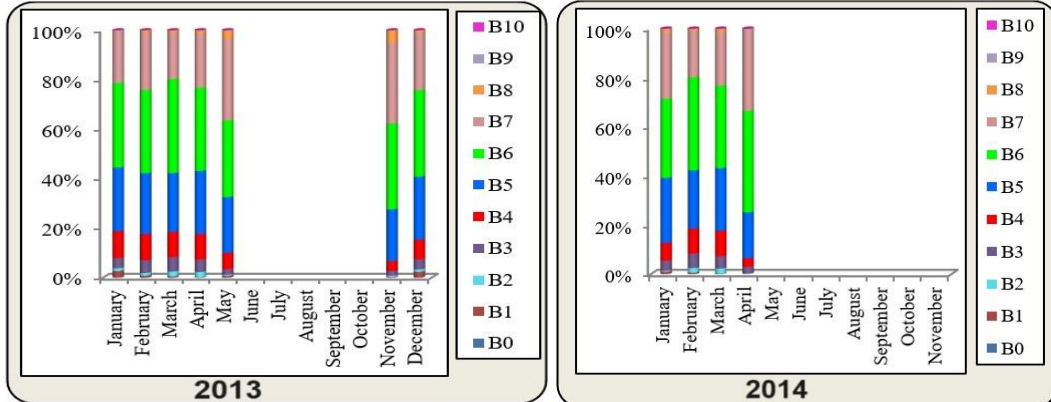 100%
80%
60%
40%
20%
0%
January
February
March
April
May
June
July
August
September
October
November
December
B10
B9
B8
B7
B6
B5
B4
B3
B2
B1
B0
2013
100%
80%
60%
40%
20%
0%
January
February
March
April
May
June
July
August
September
October
November
B10
B9
B8
B7
B6
B5
B4
B3
B2
B1
B0
2014